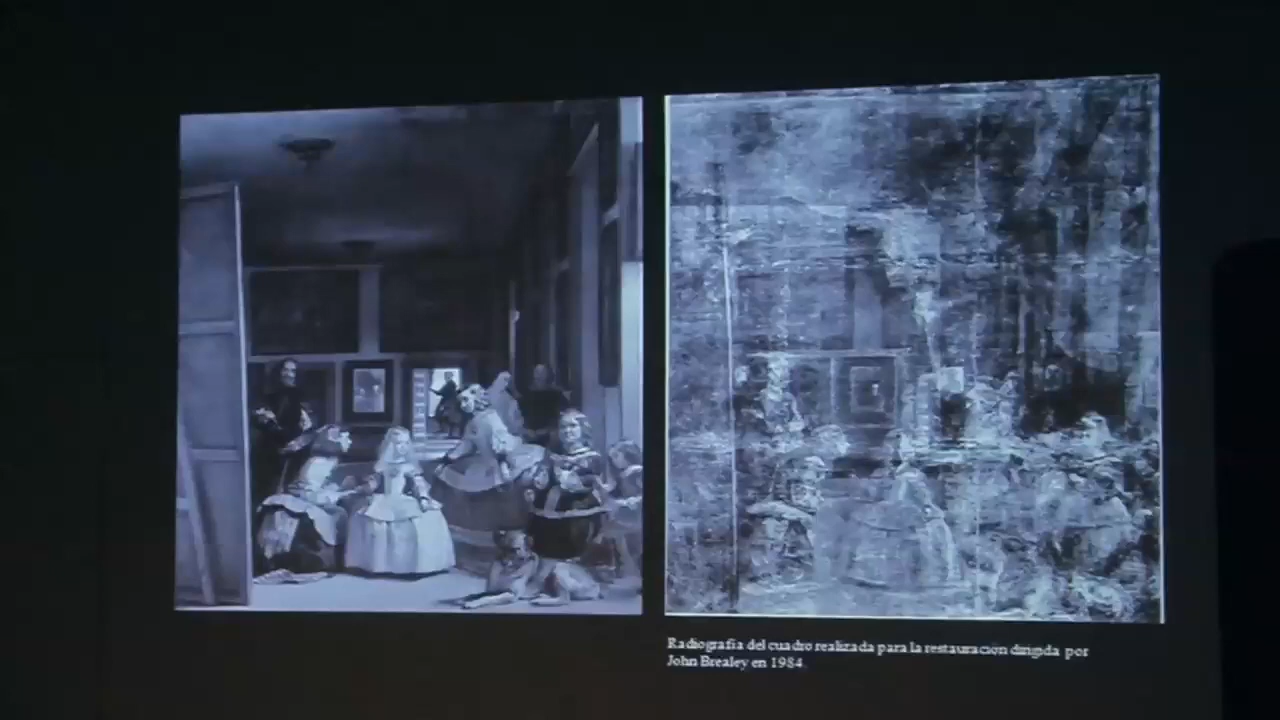 Radiografía del cuadro realizada para la restauración dirigida por
John Brealey en 1984